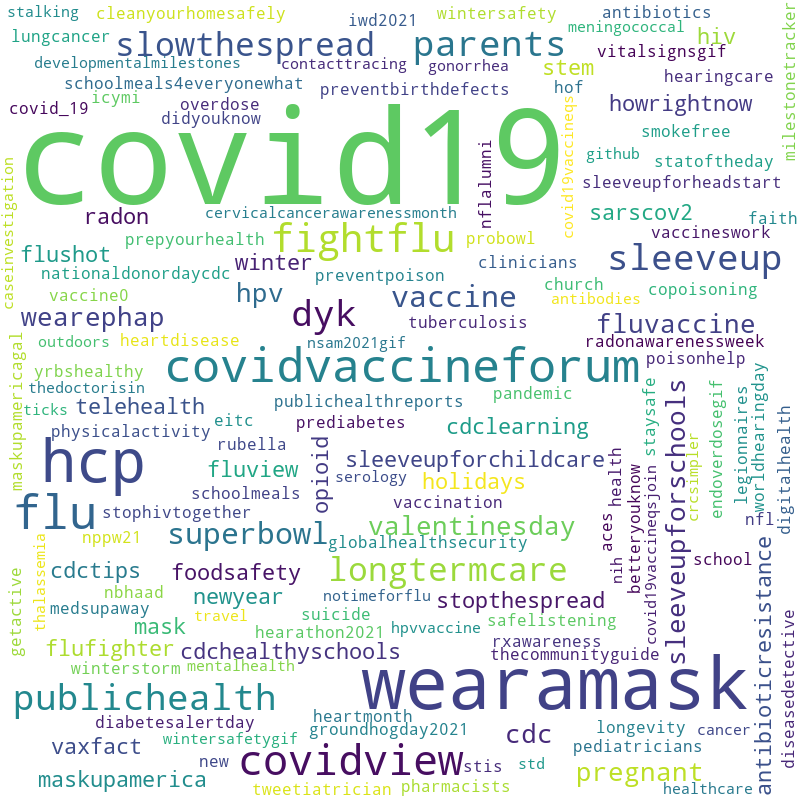 stalking
cleanyourhomesafely
iwd2021
wintersafety
antibiotics
lungcancer
slowthespread
parents
meningococcal
hiv
milestonetracker
developmentalmilestones
contacttracing
gonorrhea
stem
vitalsignsgif
schoolmeals4everyonewhat
hof
hearingcare
icymi
preventbirthdefects
covid_19
overdose
howrightnow
didyouknow
covid19
covid19vaccineqs
smokefree
github
statoftheday
nflalumni
sleeveupforheadstart
caseinvestigation
radon
cervicalcancerawarenessmonth
sarscov2
faith
prepyourhealth
fightflu
probowl
vaccineswork
flushot
winter
clinicians
sleeveup
nationaldonordaycdc
preventpoison
church
copoisoning
vaccine0
hpv
vaccine
antibodies
wearephap
dyk
tuberculosis
fluvaccine
outdoors
heartdisease
nsam2021gif
radonawarenessweek
maskupamericagal
yrbshealthy
covidvaccineforum
poisonhelp
thedoctorisin
publichealthreports
pandemic
staysafe
sleeveupforschools
endoverdosegif
legionnaires
worldhearingday
digitalhealth
ticks
telehealth
eitc
prediabetes
cdclearning
physicalactivity
rubella
opioid
sleeveupforchildcare
health
betteryouknow
covid19vaccineqsjoin
crcsimpler
hcp
fluview
serology
holidays
schoolmeals
vaccination
flu
stophivtogether
superbowl
valentinesday
aces
nfl
nppw21
globalhealthsecurity
school
thalassemia
getactive
cdctips
foodsafety
longtermcare
nih
antibioticresistance
nbhaad
newyear
notimeforflu
stopthespread
medsupaway
travel
suicide
safelistening
mask
hearathon2021
hpvvaccine
rxawareness
flufighter
cdchealthyschools
thecommunityguide
diseasedetective
winterstorm
mentalhealth
publichealth
wearamask
diabetesalertday
heartmonth
groundhogday2021
cdc
longevity
cancer
vaxfact
wintersafetygif
pediatricians
new
covidview
stis
std
maskupamerica
pregnant
tweetiatrician
pharmacists
healthcare